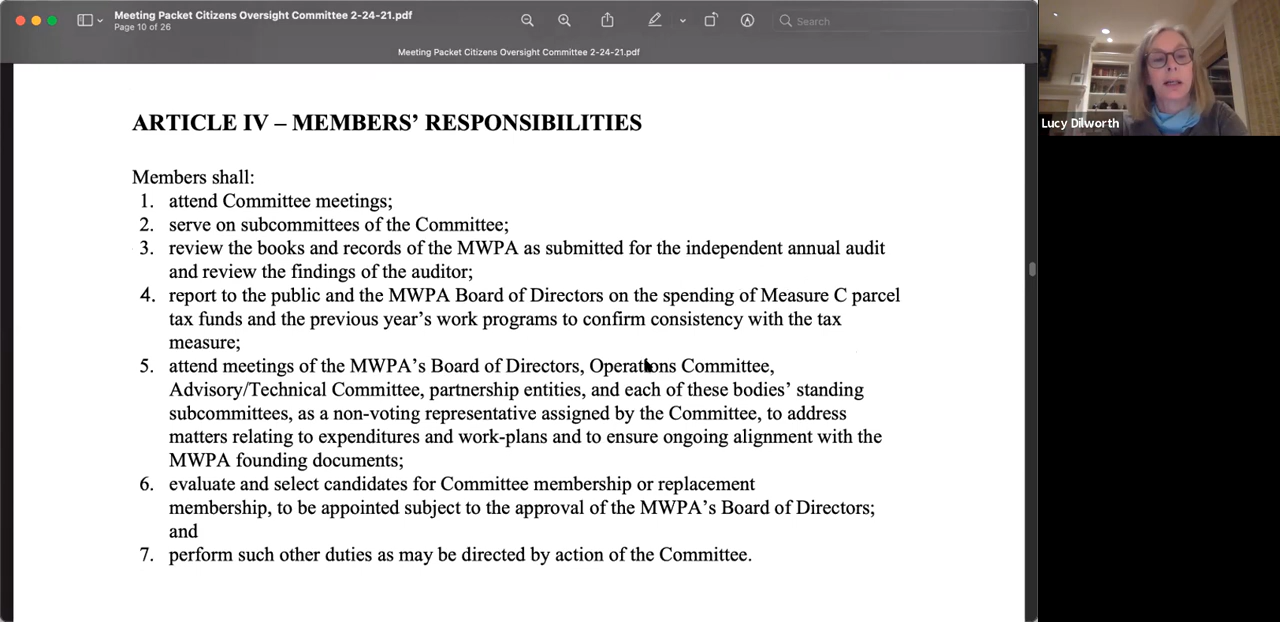 Meeting Packet Citizens Oversight Committee 2-24-21.pdf
Page 10 of 26
Search
Meeting Packet Citizens Oversight Committee 2-24-21.pdf
Lucy Dilworth
ARTICLE IV – MEMBERS’ RESPONSIBILITIES
Members shall:
1. attend Committee meetings;
2. serve on subcommittees of the Committee;
3. review the books and records of the MWPA as submitted for the independent annual audit
and review the findings of the auditor;
4. report to the public and the MWPA Board of Directors on the spending of Measure C parcel
tax funds and the previous year’s work programs to confirm consistency with the tax
measure;
5. attend meetings of the MWPA’s Board of Directors, Operations Committee,
Advisory/Technical Committee, partnership entities, and each of these bodies’ standing
subcommittees, as a non-voting representative assigned by the Committee, to address
matters relating to expenditures and work-plans and to ensure ongoing alignment with the
MWPA founding documents;
6. evaluate and select candidates for Committee membership or replacement
membership, to be appointed subject to the approval of the MWPA’s Board of Directors;
and
7. perform such other duties as may be directed by action of the Committee.